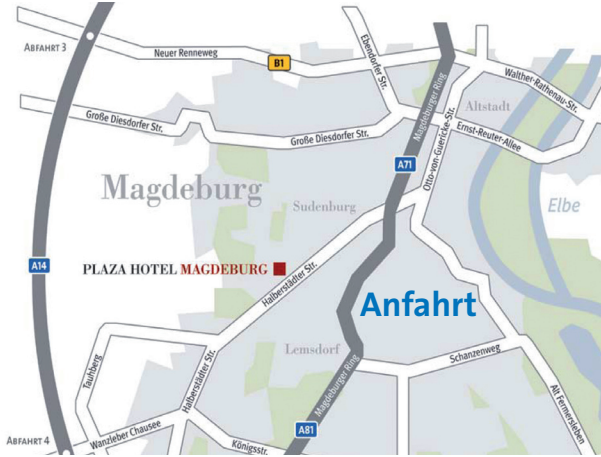 ABFAHRT 3
Neuer Renneweg
B1
Ebendorfer Str.
Magdeburger Ring
Walther-Rathenau-Str.
Altstadt
Große Diesdorfer Str.
Große Diesdorfer Str.
Ernst-Reuter-Allee
Otto-von-Guericke-Str.
A71
Magdeburg
Sudenburg
Elbe
A14
PLAZA HOTEL MAGDEBURG
Halberstädter Str.
Anfahrt
Lemsdorf
Schanzenweg
Tauhberg
Halberstädter Str.
Magdeburger Ring
Alt Fermersleben
ABFAHRT 4
Wanzleber Chausee
Königsstr.
A81